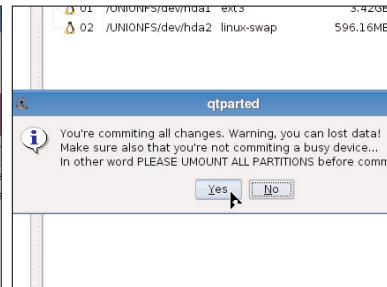 01 /UNIONFS/dev/hda1 ext3 3.42GB
02 /UNIONFS/dev/hda2 linux-swap 596.16MB
qtparted
You're commiting all changes. Warning, you can lost data!
Make sure also that you're not commiting a busy device...
In other word PLEASE UMOUNT ALL PARTITIONS before comm
Yes No